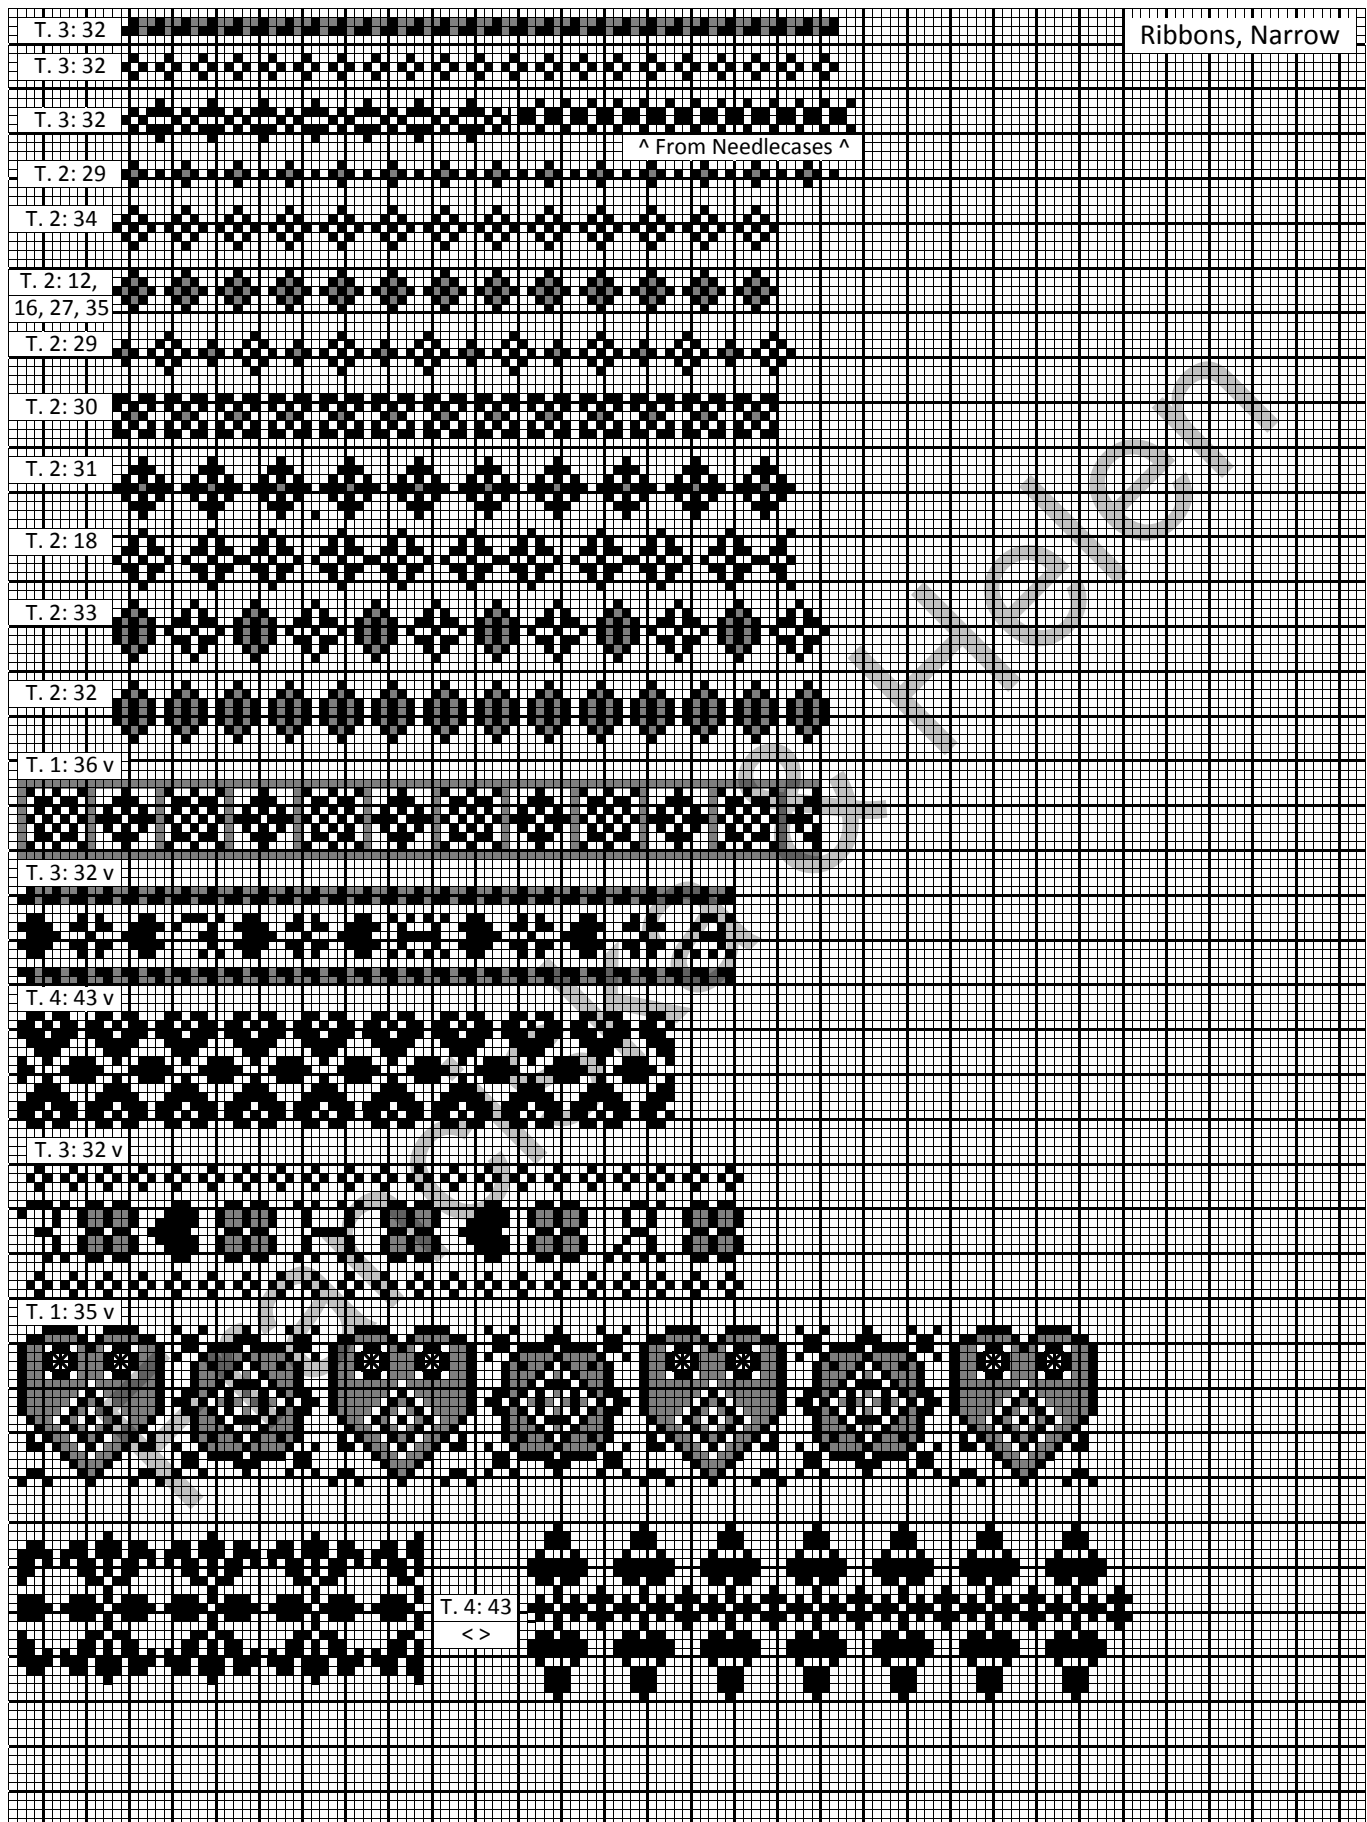 Ribbons, Narrow
T. 3: 32
T. 3: 32
T. 3: 32
^ From Needlecases ^
T. 2: 29
T. 2: 34
T. 2: 12,
16, 27, 35
T. 2: 29
T. 2: 30
T. 2: 31
T. 2: 18
T. 2: 33
T. 2: 32
T. 1: 36 v
T. 3: 32 v
T. 4: 43 v
T. 3: 32 v
T. 1: 35 v
T. 4: 43
< >
Franciska & Helen